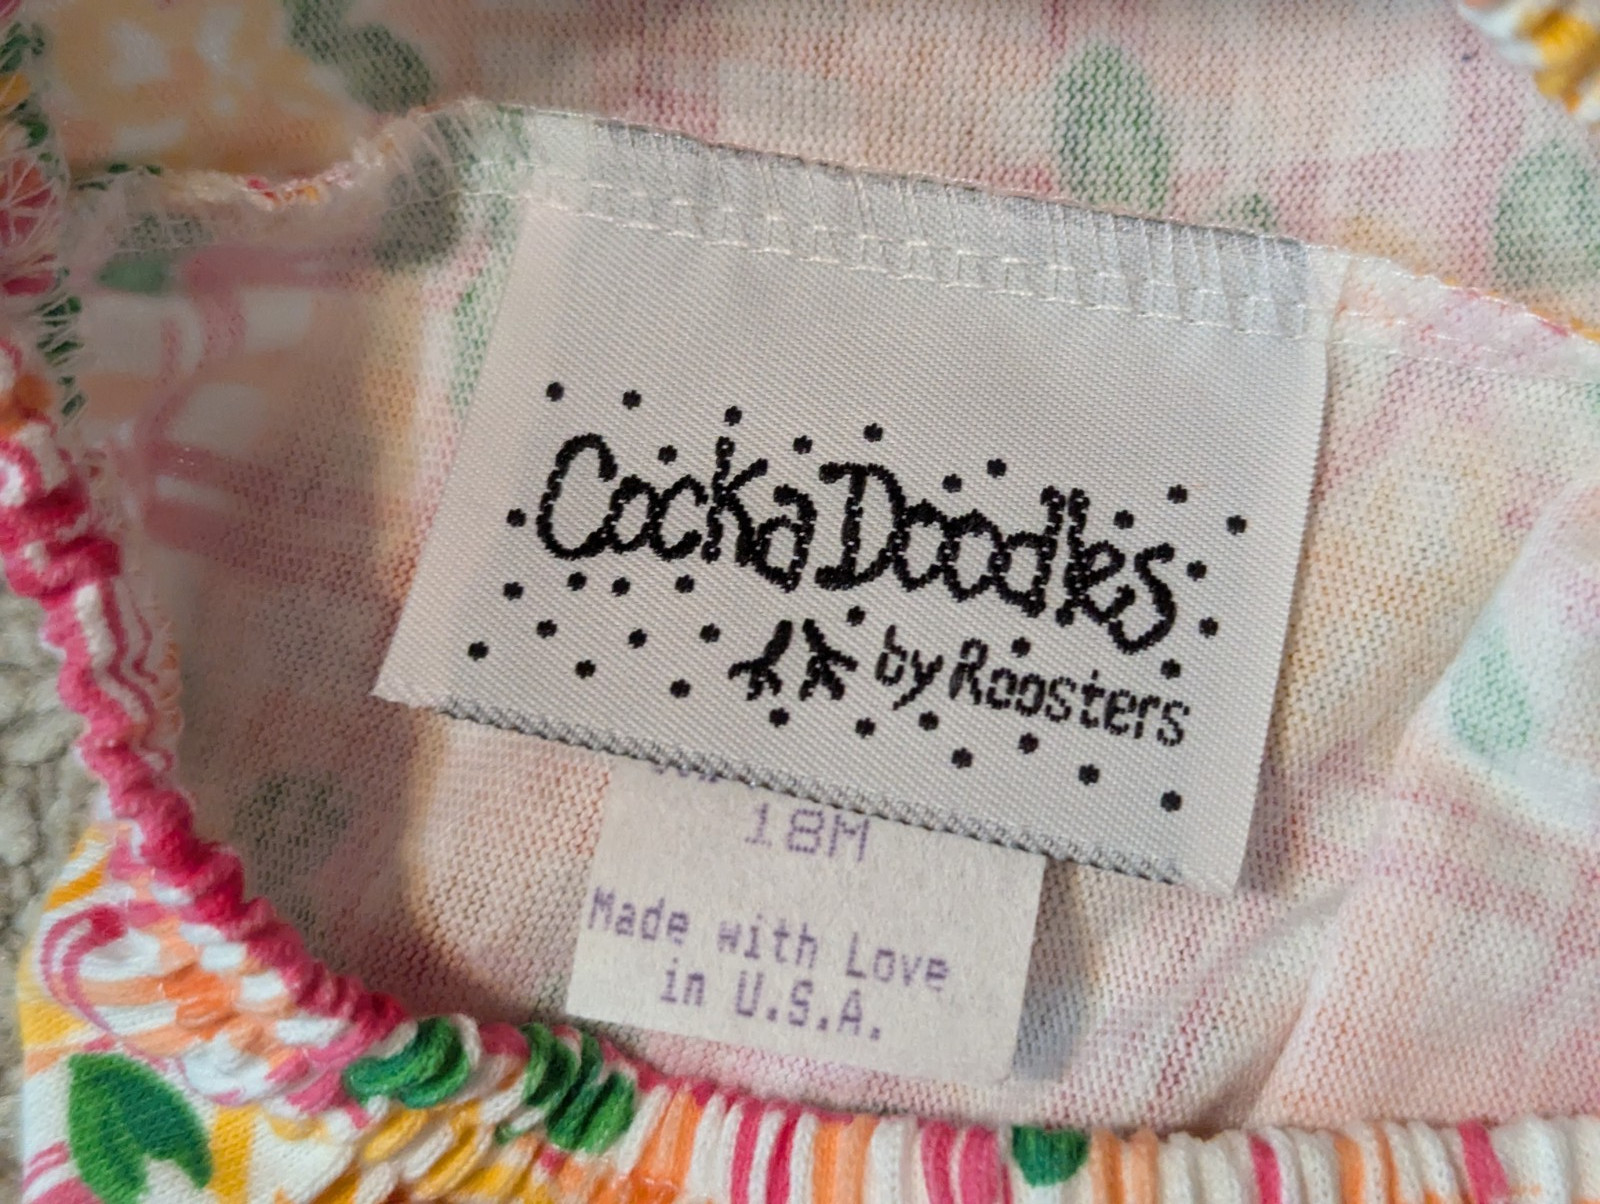 CockaDoodles
by Roosters
18M
Made with Love
in U.S.A.